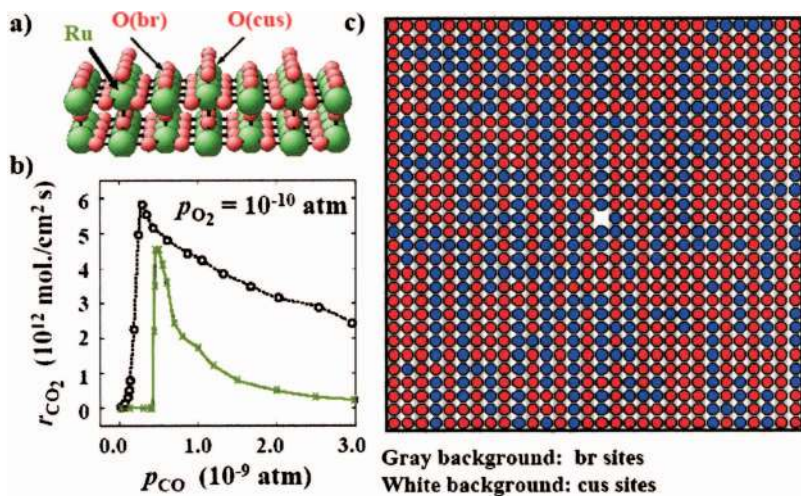 a)
O(br)
O(cus)
Ru
b)
p_O2 = 10^-10 atm
r_CO2 (10^12 mol./cm^2 s)
6
5
4
3
2
1
0
0.0 1.0 2.0 3.0
p_CO (10^-9 atm)
c)
Gray background: br sites
White background: cus sites